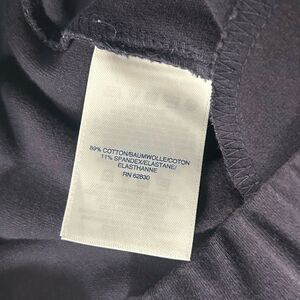 89% COTTON/BAUMWOLLE/COTON
11% SPANDEX/ELASTANE/
ELASTHANNE
RN 62830